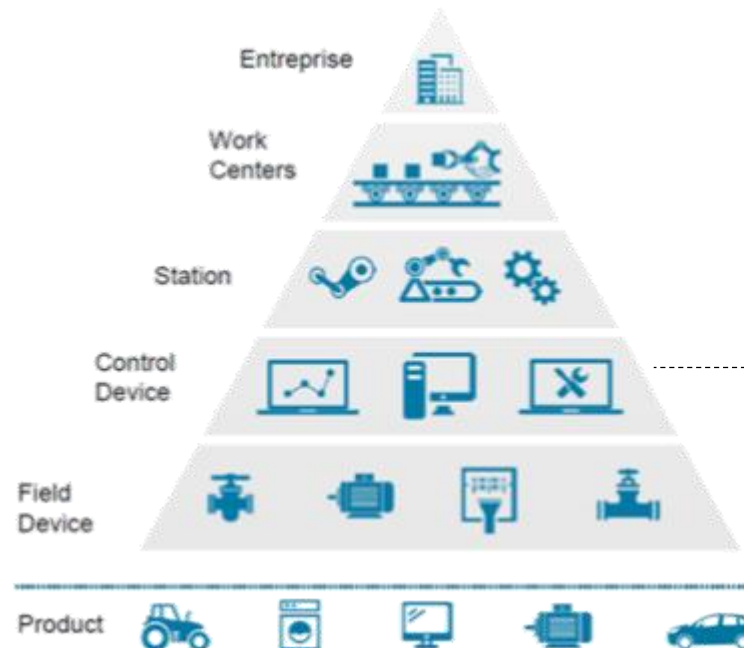 Entreprise
Work
Centers
Station
Control
Device
Field
Device
Product